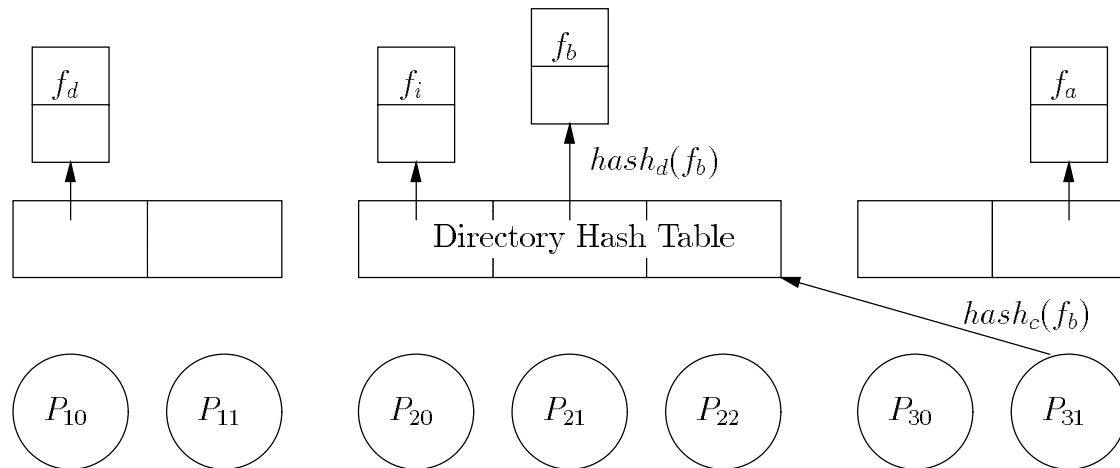 f_b
f_d f_i f_a
hash_d(f_b)
Directory Hash Table
hash_c(f_b)
P_10 P_11 P_20 P_21 P_22 P_30 P_31